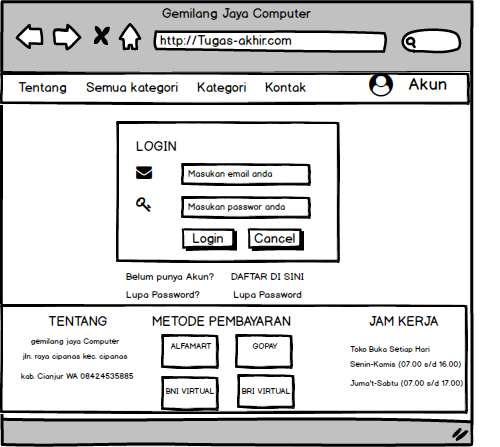 Gemilang Jaya Computer
http://Tugas-akhir.com
Tentang Semua kategori Kategori Kontak Akun
LOGIN
Masukan email anda
Masukan passwor anda
Login Cancel
Belum punya Akun? DAFTAR DI SINI
Lupa Password? Lupa Password
TENTANG
gemilang jaya Computer
jln. raya cipanas kec. cipanas
kab. Cianjur WA 08424535885
METODE PEMBAYARAN
ALFAMART GOPAY
BNI VIRTUAL BRI VIRTUAL
JAM KERJA
Toko Buka Setiap Hari
Senin-Kamis (07.00 s/d 16.00)
Juma't-Sabtu (07.00 s/d 17.00)